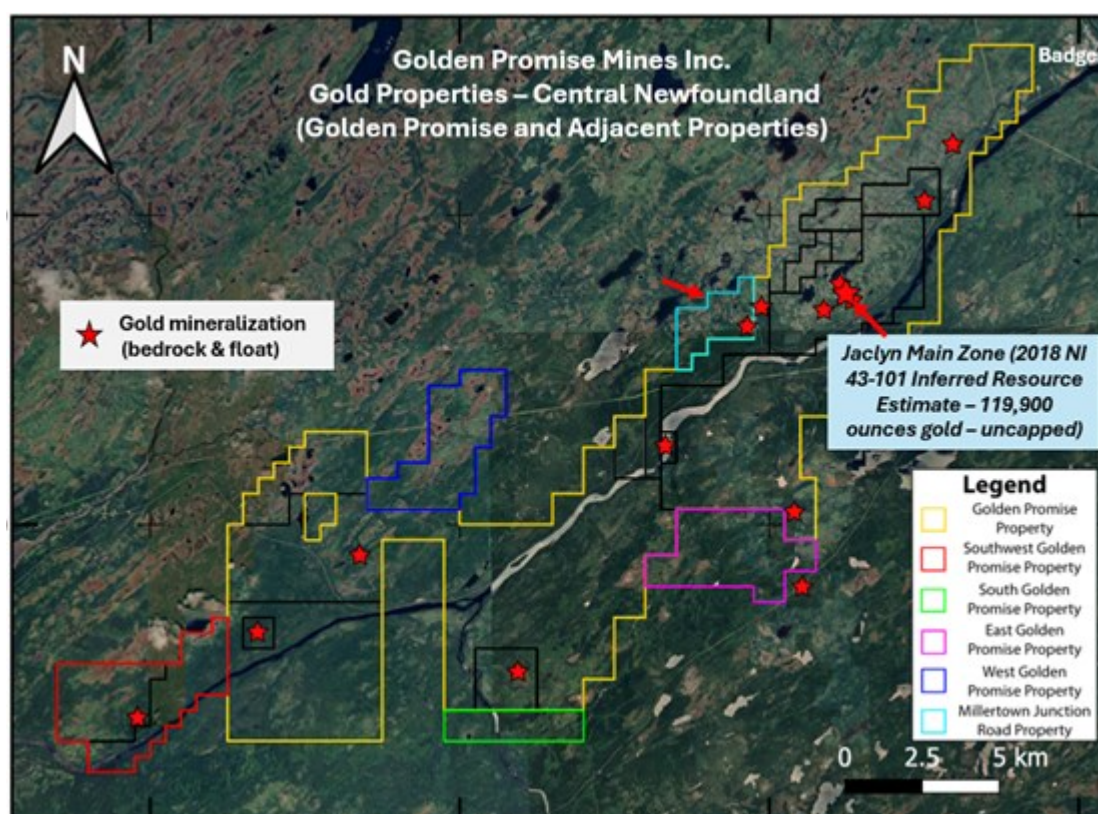 N
Golden Promise Mines Inc.
Gold Properties – Central Newfoundland
(Golden Promise and Adjacent Properties)
Badge
Gold mineralization
(bedrock & float)
Jaclyn Main Zone (2018 NI
43-101 Inferred Resource
Estimate – 119,900
ounces gold – uncapped)
Legend
Golden Promise
Property
Southwest Golden
Promise Property
South Golden
Promise Property
East Golden
Promise Property
West Golden
Promise Property
Millertown Junction
Road Property
0 2.5 5 km